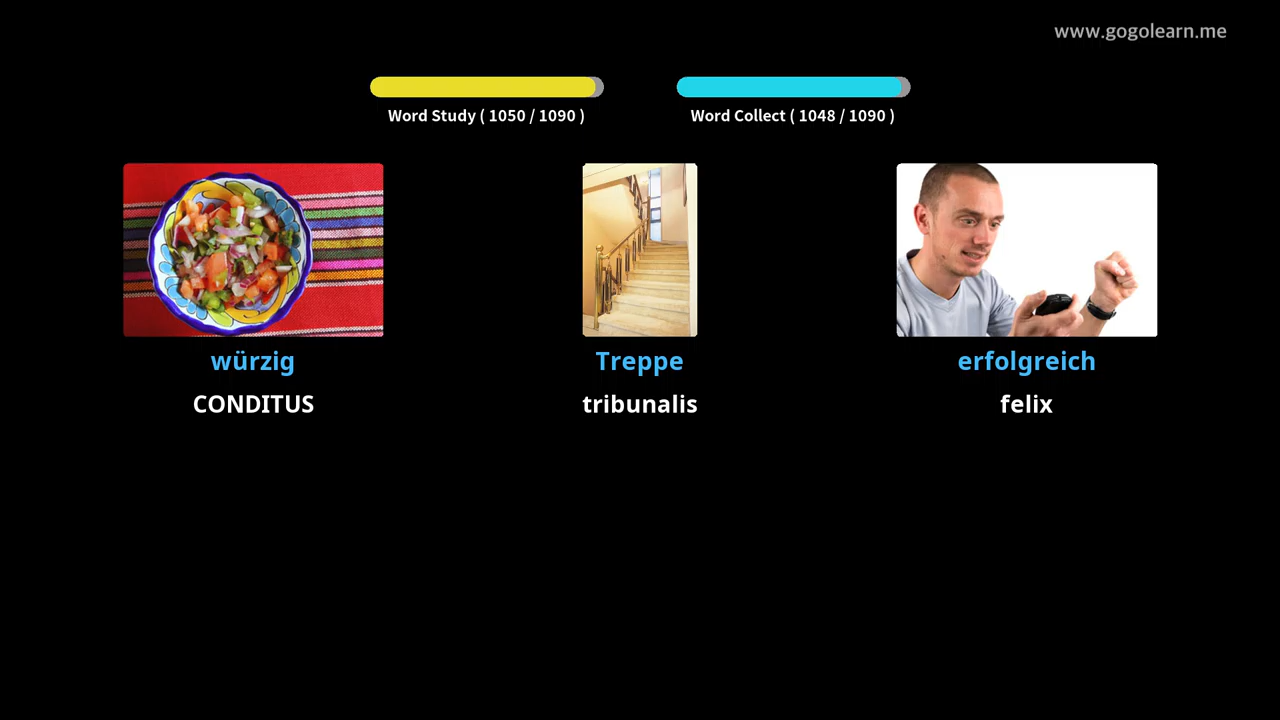 www.gogolearn.me
Word Study ( 1050 / 1090 )
Word Collect ( 1048 / 1090 )
würzig
Treppe
erfolgreich
CONDITUS
tribunalis
felix